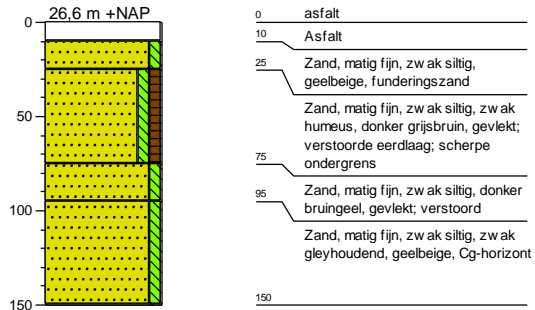 26,6 m +NAP
0
50
100
150
0
asfalt
10
Asfalt
25
Zand, matig fijn, zwak siltig,
geelbeige, funderingszand
Zand, matig fijn, zwak siltig, zwak
humeus, donker grijsbruin, gevlekt;
verstoorde eerdlaag; scherpe
ondergrens
75
Zand, matig fijn, zwak siltig, donker
bruingeel, gevlekt; verstoord
95
Zand, matig fijn, zwak siltig, zwak
gleyhoudend, geelbeige, Cg-horizont
150